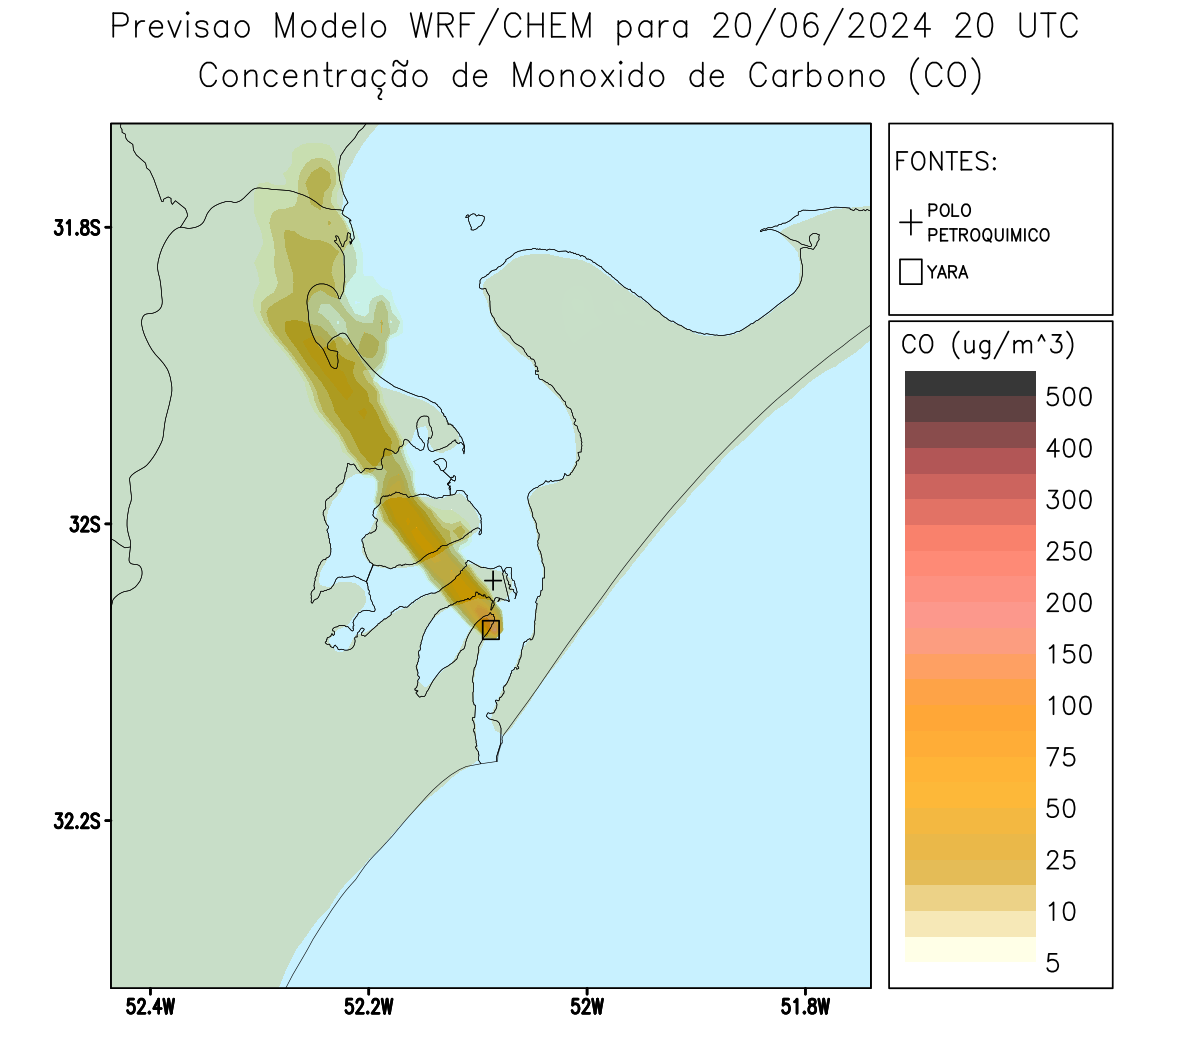 Previsao Modelo WRF/CHEM para 20/06/2024 20 UTC
Concentração de Monoxido de Carbono (CO)
FONTES:
POLO
PETROQUIMICO
YARA
CO (ug/m^3)
500
400
300
250
200
150
100
75
50
25
10
5
31.8S
32S
32.2S
52.4W
52.2W
52W
51.8W